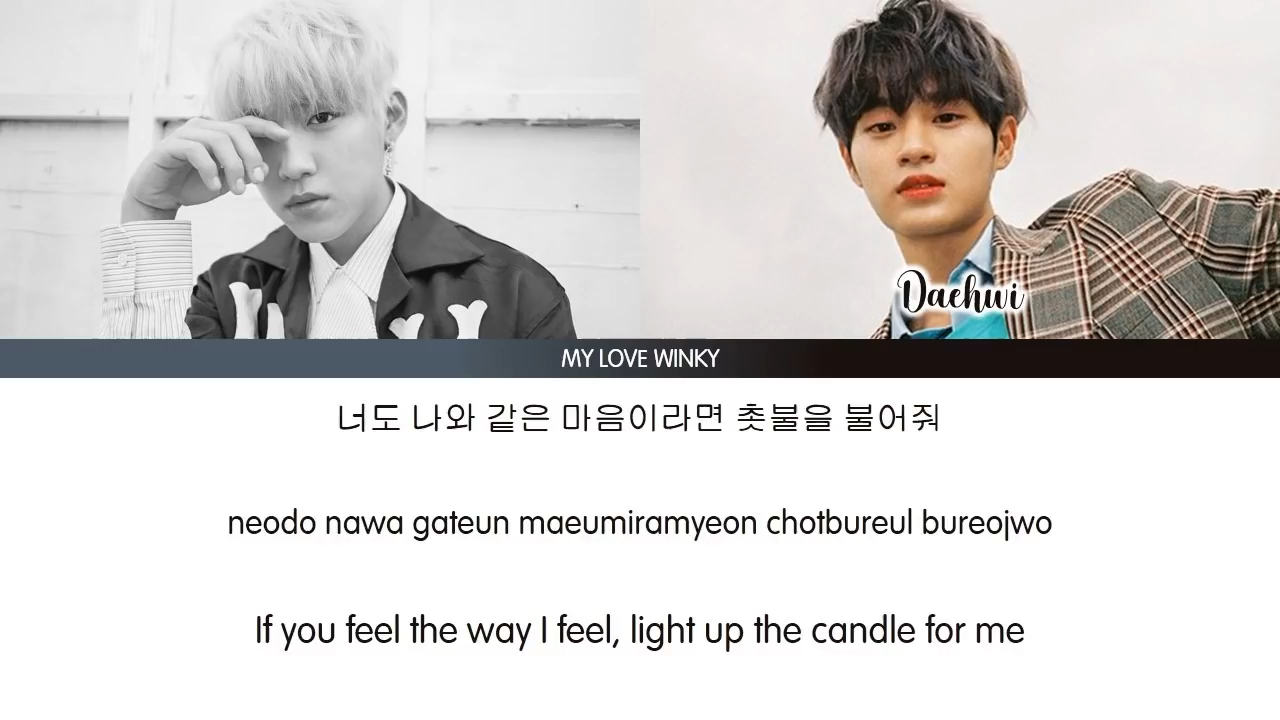 Daehwi
MY LOVE WINKY
너도 나와 같은 마음이라면 촛불을 불어줘
neodo nawa gateun maeumiramyeon chotbureul bureojwo
If you feel the way I feel, light up the candle for me